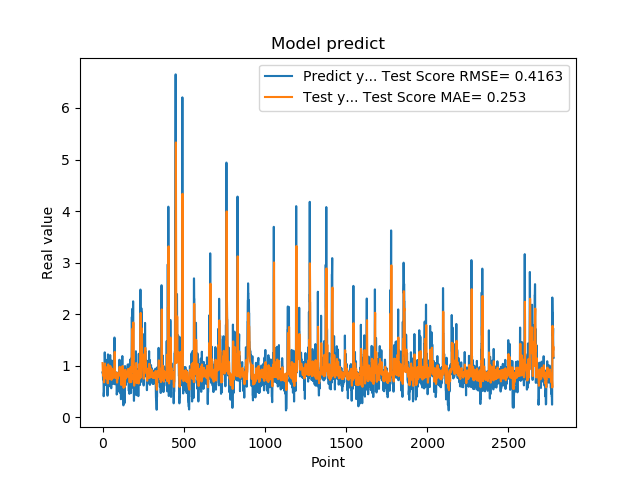 Model predict
Predict y... Test Score RMSE= 0.4163
Test y... Test Score MAE= 0.253
6
5
4
3
2
1
0
Real value
0 500 1000 1500 2000 2500
Point